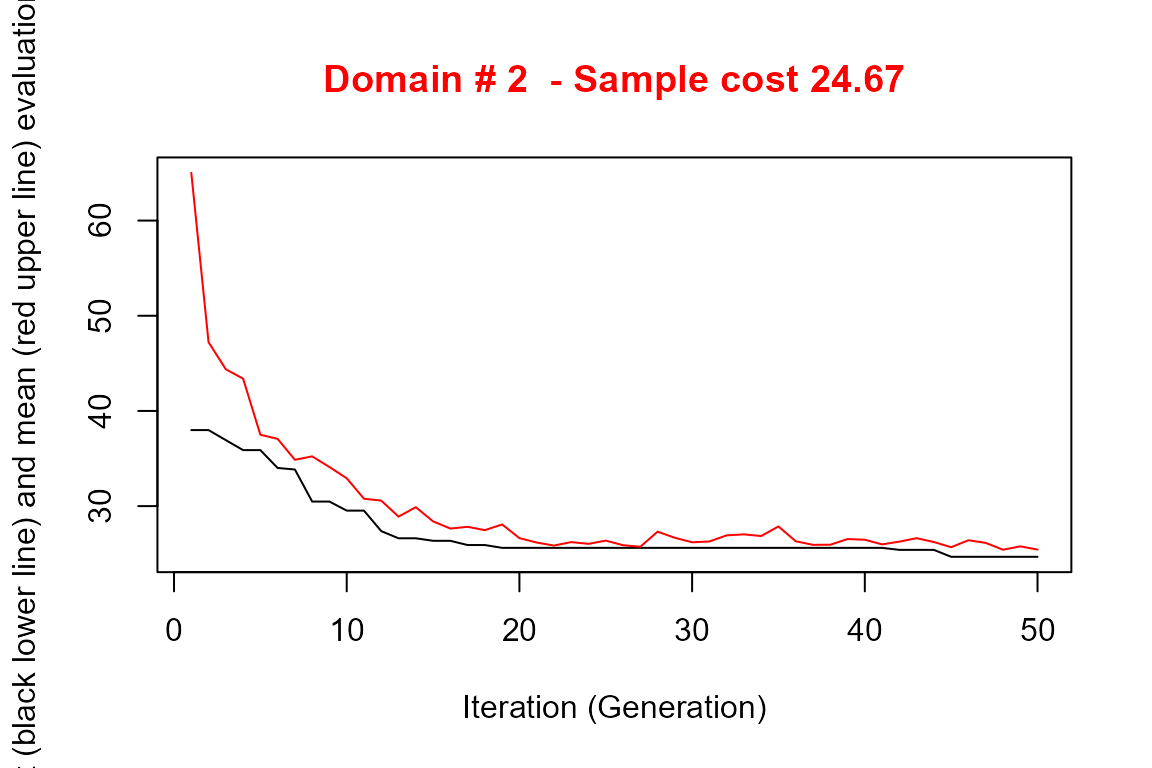 Domain # 2  - Sample cost 24.67
(black lower line) and mean (red upper line) evaluation
60
50
40
30
0 10 20 30 40 50
Iteration (Generation)